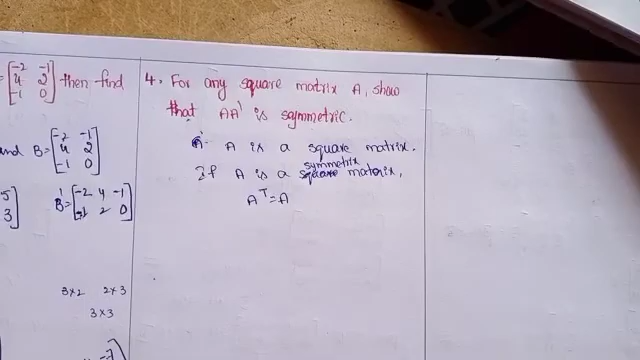 = [-2 -1
4 2
-1 0] then find
and B = [-2 -1
4 2
-1 0]
5
3]
B' = [-2 4 -1
-1 2 0]
3×2 2×3
3×3
4. For any square matrix A, show
that AA' is symmetric.
A is a square matrix.
If A is a symmetrix matrix,
A^T = A